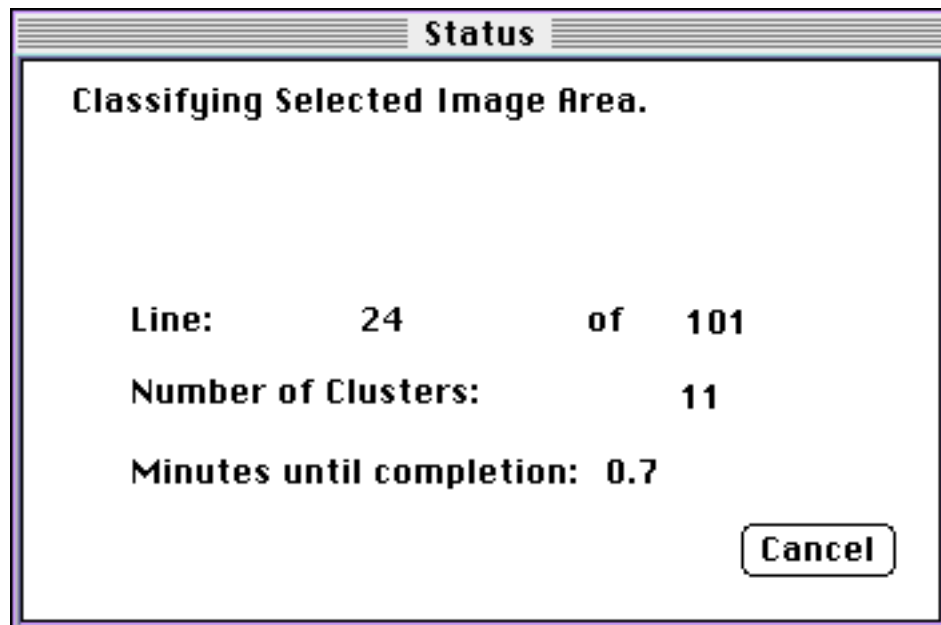 Status
Classifying Selected Image Area.
Line: 24 of 101
Number of Clusters: 11
Minutes until completion: 0.7
Cancel